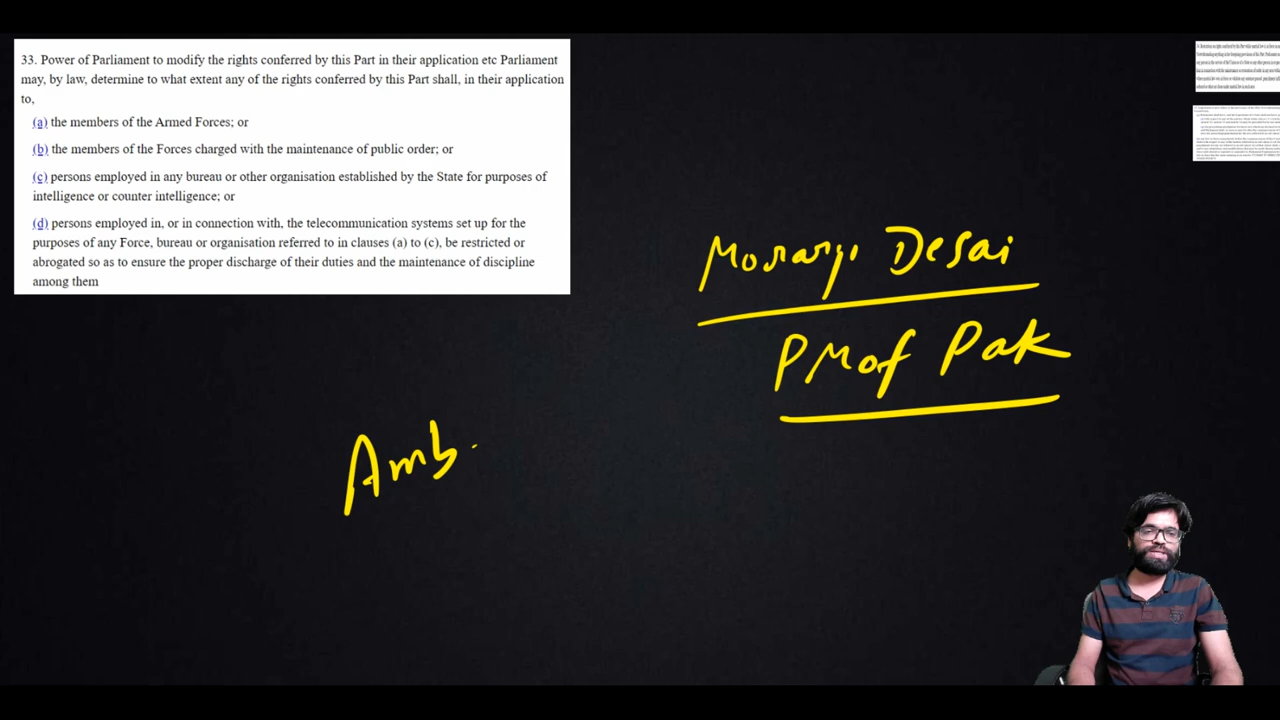 33. Power of Parliament to modify the rights conferred by this Part in their application etc Parliament
may, by law, determine to what extent any of the rights conferred by this Part shall, in their application
to,
(a) the members of the Armed Forces; or
(b) the members of the Forces charged with the maintenance of public order; or
(c) persons employed in any bureau or other organisation established by the State for purposes of
intelligence or counter intelligence; or
(d) persons employed in, or in connection with, the telecommunication systems set up for the
purposes of any Force, bureau or organisation referred to in clauses (a) to (c), be restricted or
abrogated so as to ensure the proper discharge of their duties and the maintenance of discipline
among them
Morarji Desai
PM of Pak
Amb.